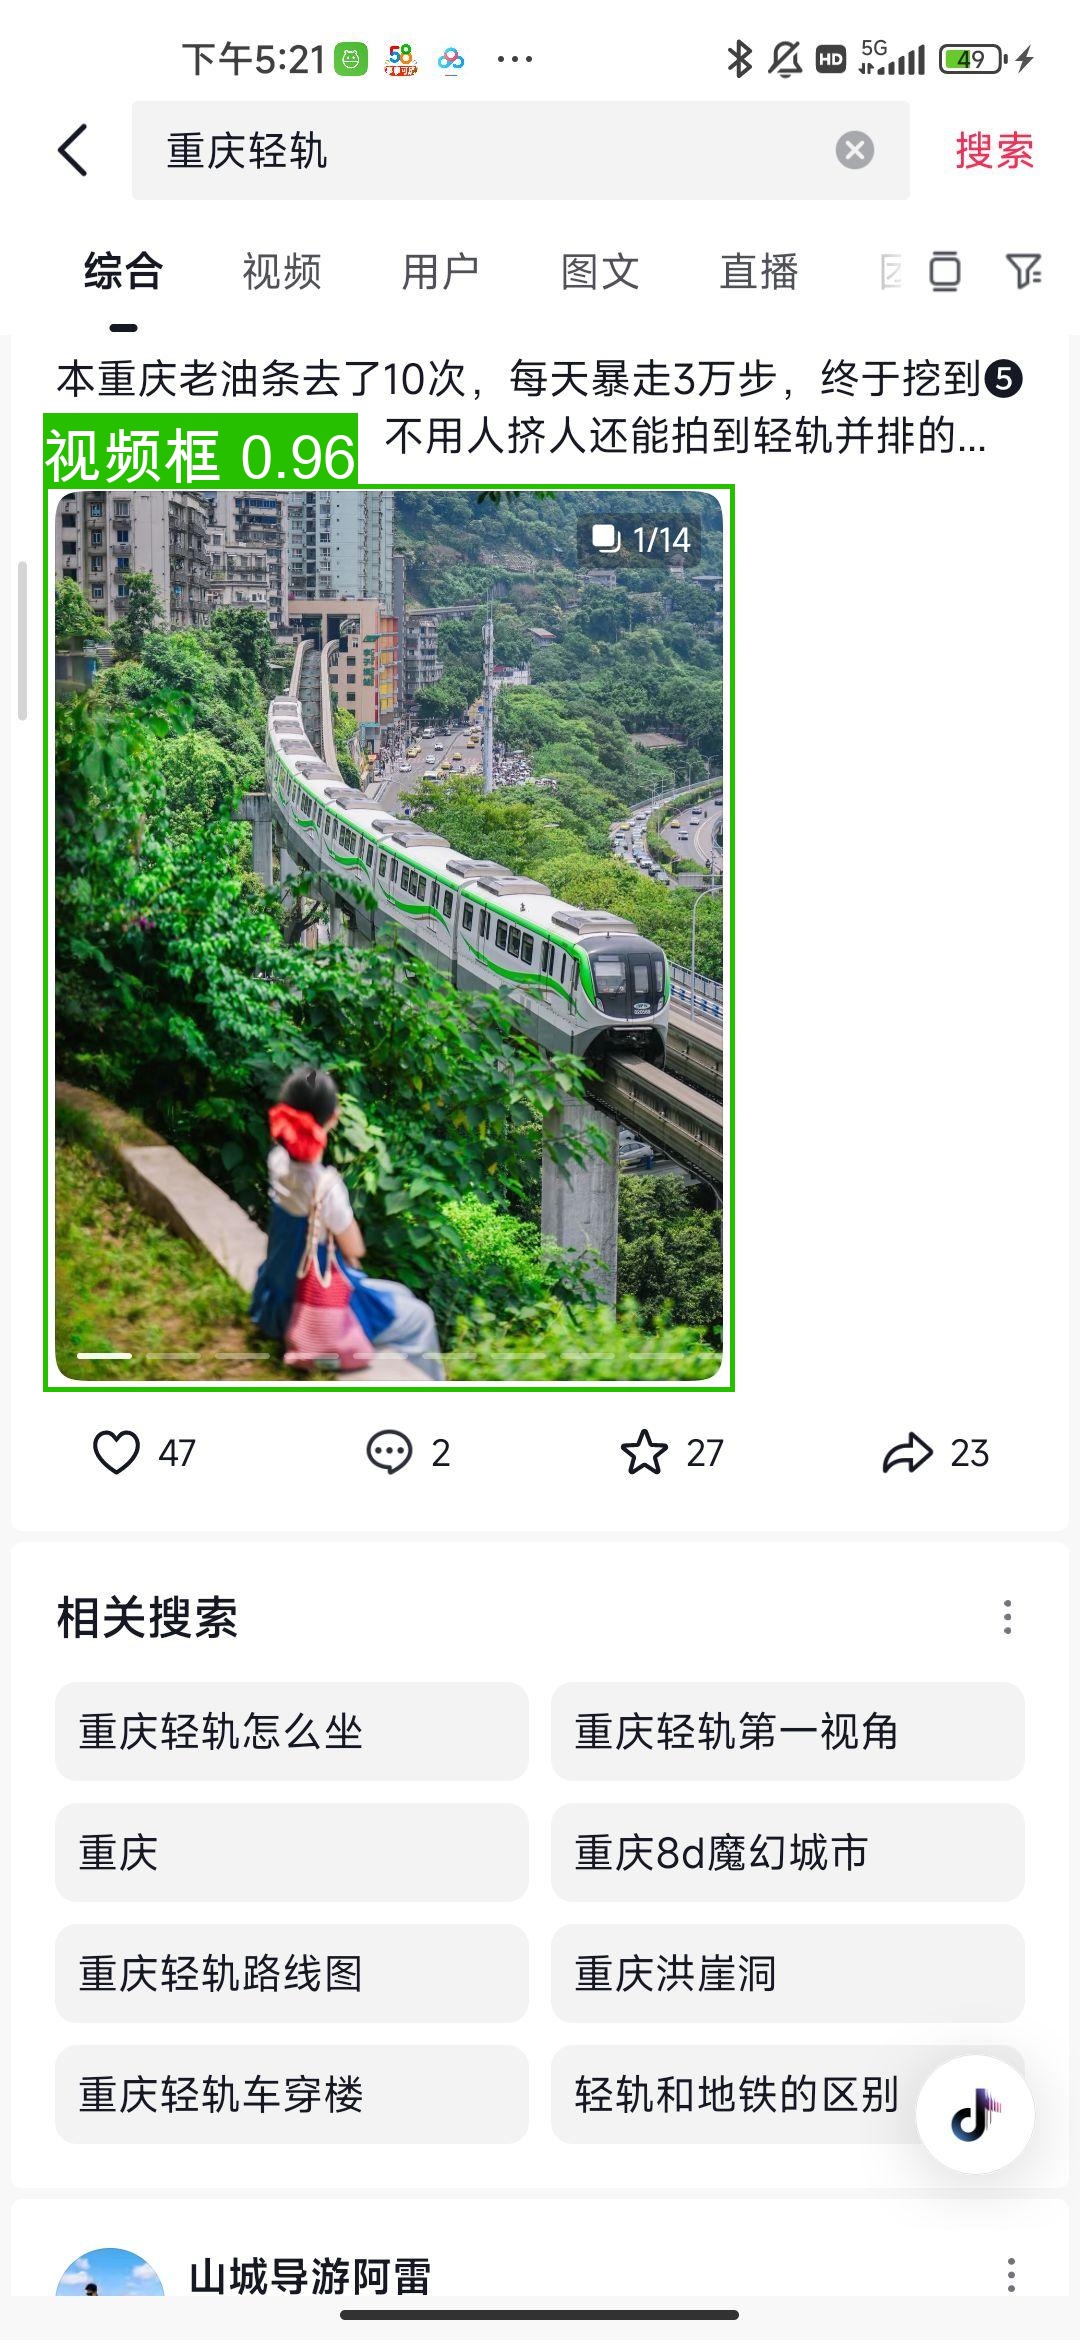 下午5:21
58
HD
5G
49
重庆轻轨
搜索
综合
视频
用户
图文
直播
本重庆老油条去了10次，每天暴走3万步，终于挖到❺
视频框 0.96
不用人挤人还能拍到轻轨并排的...
1/14
47
2
27
23
相关搜索
重庆轻轨怎么坐
重庆轻轨第一视角
重庆
重庆8d魔幻城市
重庆轻轨路线图
重庆洪崖洞
重庆轻轨车穿楼
轻轨和地铁的区别
山城导游阿雷